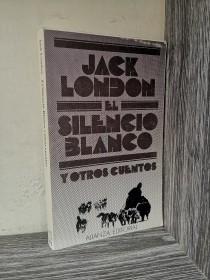 JACK
LONDON
EL
SILENCIO
BLANCO
Y OTROS CUENTOS
ALIANZA EDITORIAL